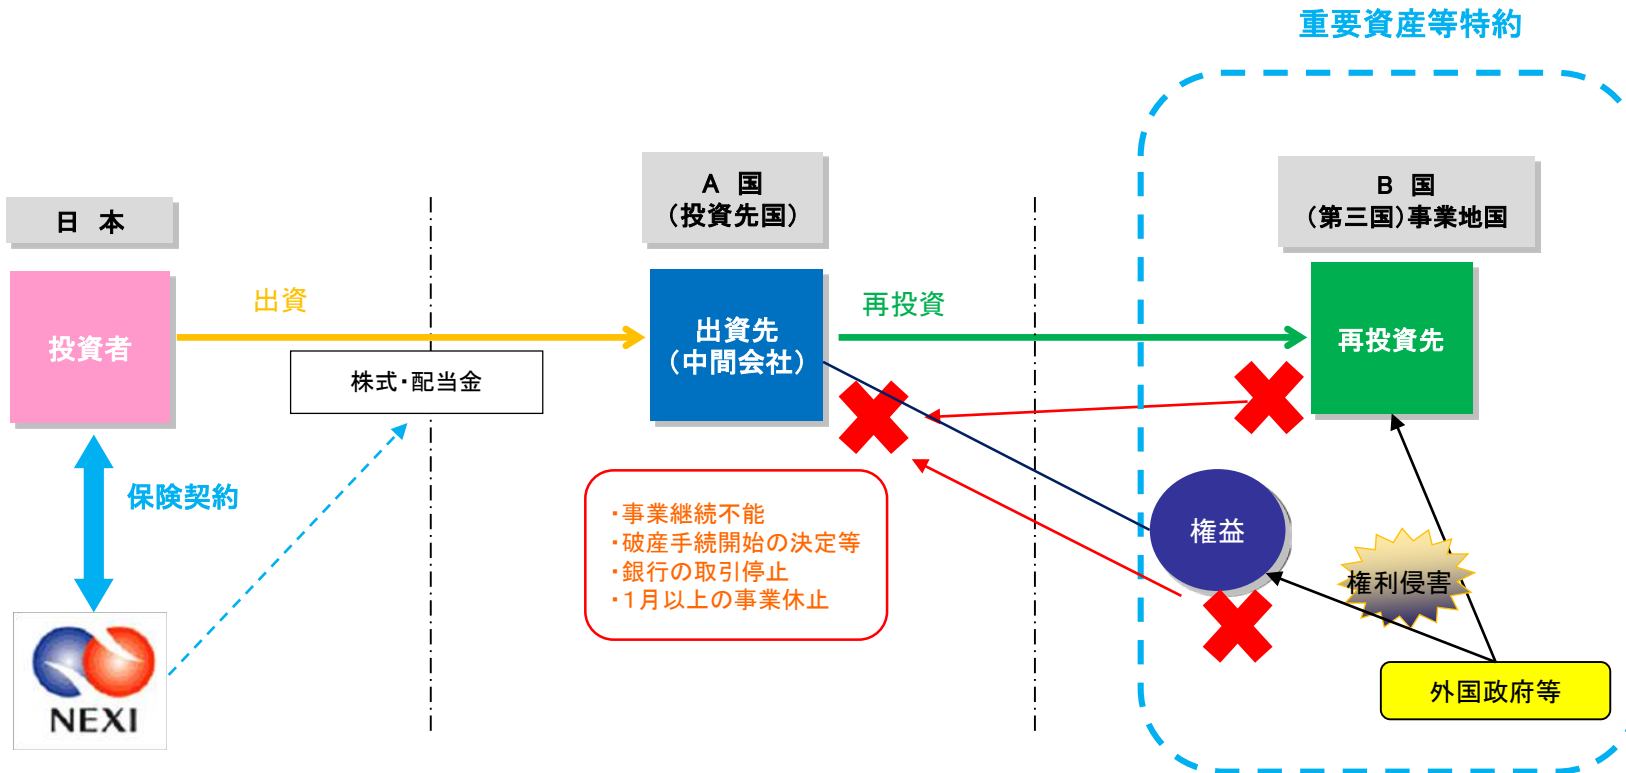 重要資産等特約
日 本
A 国
（投資先国）
B 国
（第三国）事業地国
投資者
出資
株式・配当金
出資先
（中間会社）
再投資
再投資先
保険契約
・事業継続不能
・破産手続開始の決定等
・銀行の取引停止
・1月以上の事業休止
権益
権利侵害
外国政府等
NEXI